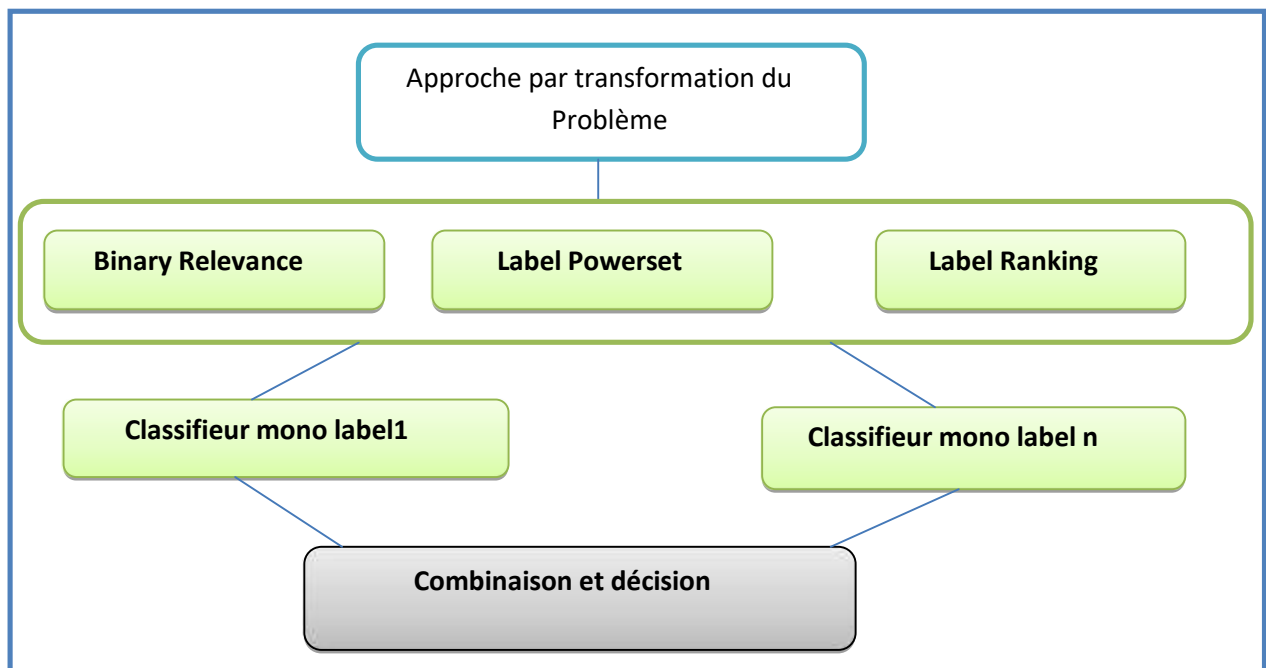 Approche par transformation du
Problème
Binary Relevance
Label Powerset
Label Ranking
Classifieur mono label1
Classifieur mono label n
Combinaison et décision